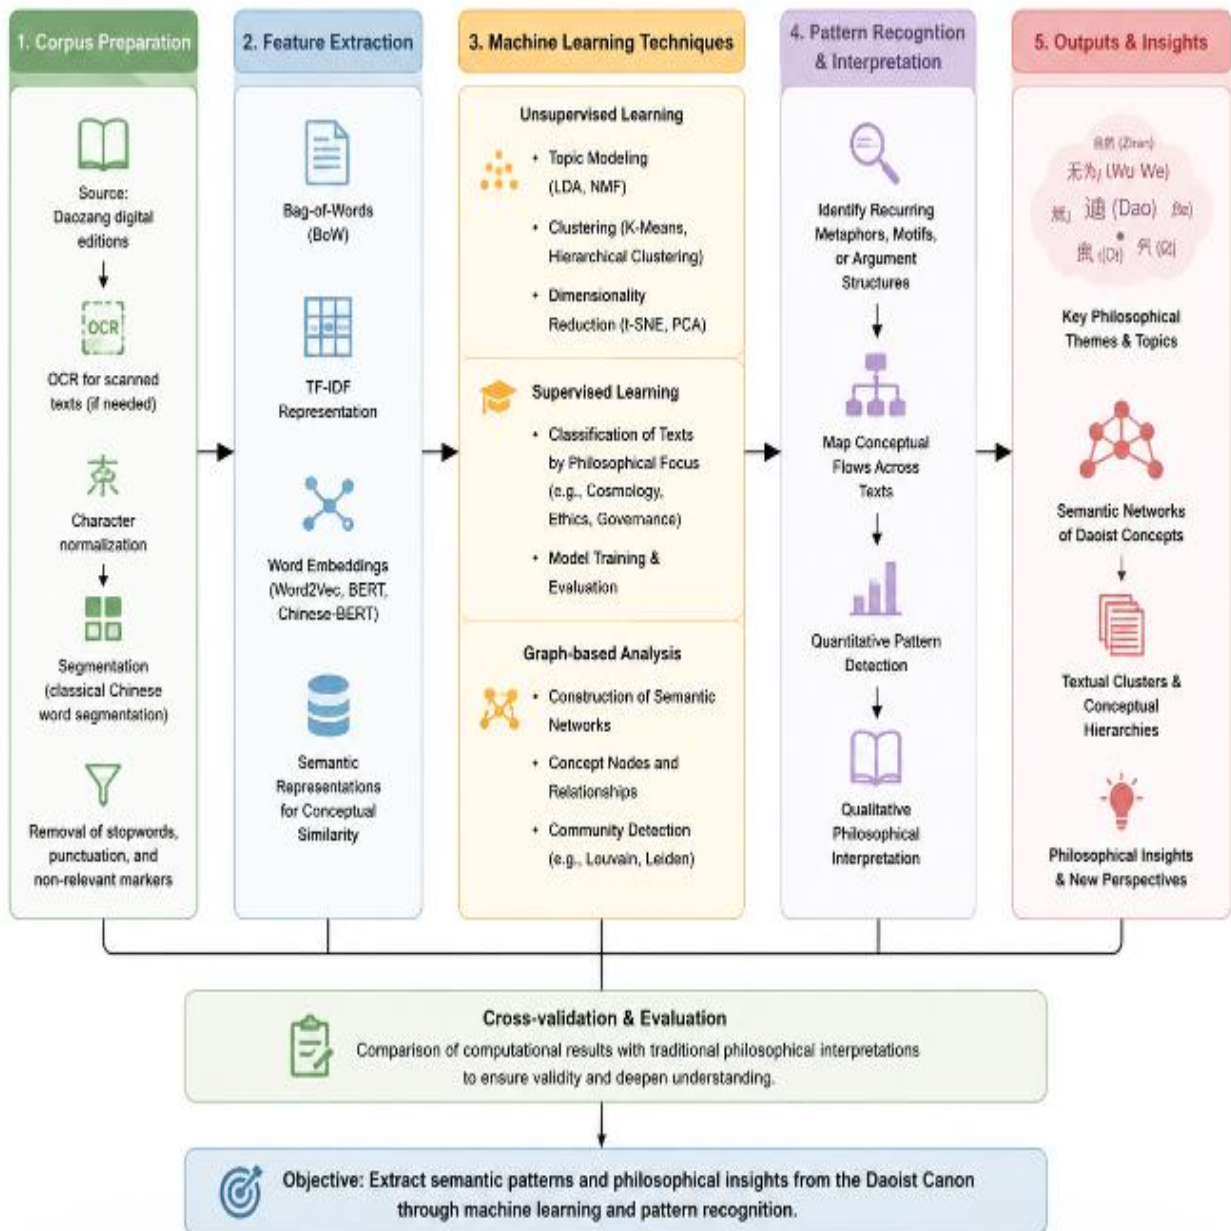 1. Corpus Preparation
Source:
Daozang digital
editions
OCR
OCR for scanned
texts (if needed)
Character
normalization
Segmentation
(classical Chinese
word segmentation)
Removal of stopwords,
punctuation, and
non-relevant markers
2. Feature Extraction
Bag-of-Words
(BoW)
TF-IDF
Representation
Word Embeddings
(Word2Vec, BERT,
Chinese-BERT)
Semantic
Representations
for Conceptual
Similarity
3. Machine Learning Techniques
Unsupervised Learning
• Topic Modeling
(LDA, NMF)
• Clustering (K-Means,
Hierarchical Clustering)
• Dimensionality
Reduction (t-SNE, PCA)
Supervised Learning
• Classification of Texts
by Philosophical Focus
(e.g., Cosmology,
Ethics, Governance)
• Model Training &
Evaluation
Graph-based Analysis
• Construction of Semantic
Networks
• Concept Nodes and
Relationships
• Community Detection
(e.g., Louvain, Leiden)
4. Pattern Recogntion
& Interpretation
Identify Recurring
Metaphors, Motifs,
or Argument
Structures
Map Conceptual
Flows Across
Texts
Quantitative Pattern
Detection
Qualitative
Philosophical
Interpretation
5. Outputs & Insights
自然 (Ziran)
无为 (Wu We)
(Dao)
Key Philosophical
Themes & Topics
Semantic Networks
of Daoist Concepts
Textual Clusters &
Conceptual
Hierarchies
Philosophical Insights
& New Perspectives
Cross-validation & Evaluation
Comparison of computational results with traditional philosophical interpretations
to ensure validity and deepen understanding.
Objective: Extract semantic patterns and philosophical insights from the Daoist Canon
through machine learning and pattern recognition.